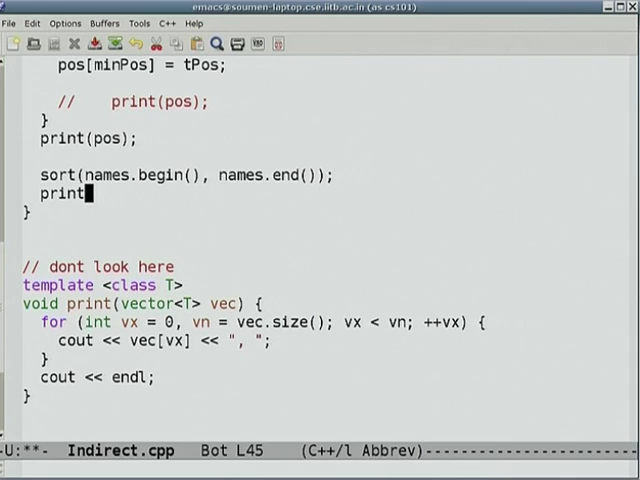 emacs@soumen-laptop.cse.iitb.ac.in (as cs101)
File Edit Options Buffers Tools C++ Help
pos[minPos] = tPos;
// print(pos);
}
print(pos);
sort(names.begin(), names.end());
print
}
// dont look here
template <class T>
void print(vector<T> vec) {
for (int vx = 0, vn = vec.size(); vx < vn; ++vx) {
cout << vec[vx] << ", ";
}
cout << endl;
}
-U:**- Indirect.cpp Bot L45 (C++/l Abbrev)------------------------